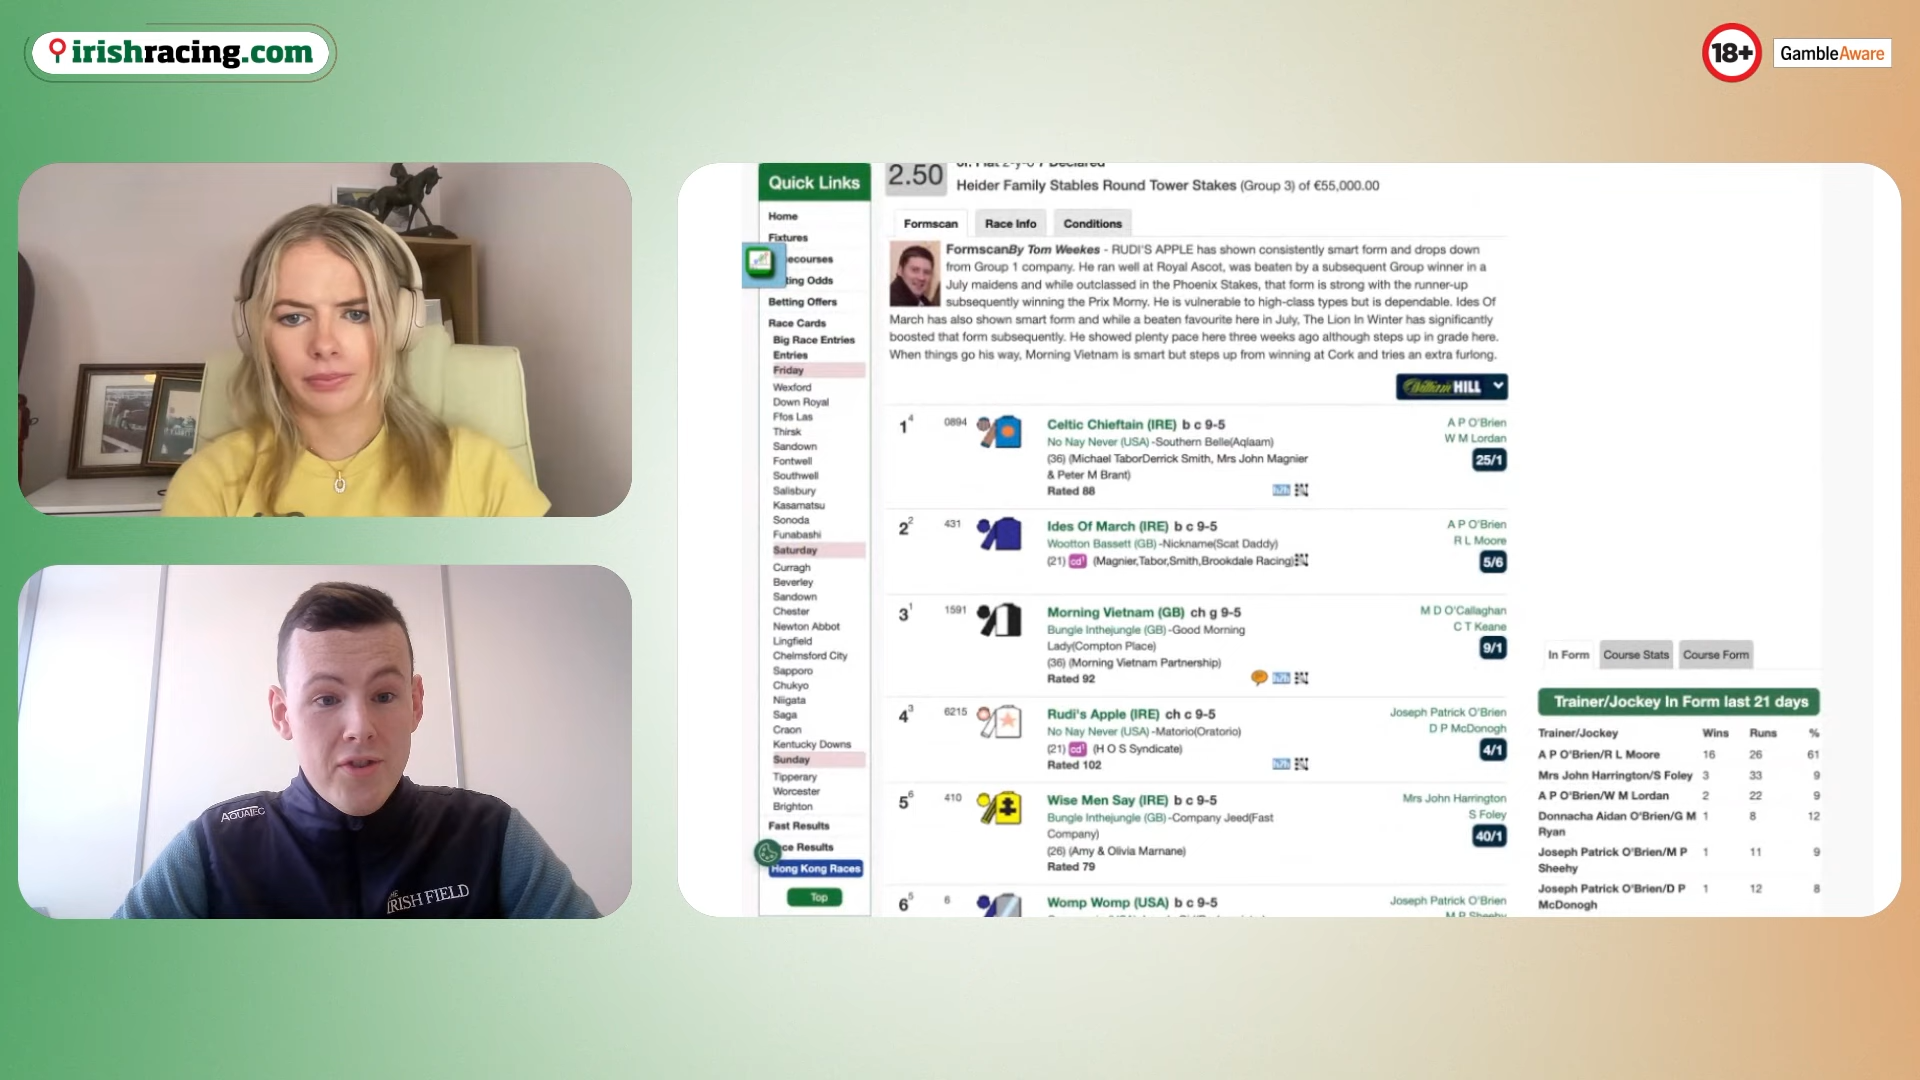 irishracing.com
18+
GambleAware
AQUATEC
THE
IRISH FIELD
Quick Links
Home
Fixtures
ecourses
ting Odds
Betting Offers
Race Cards
Big Race Entries
Entries
Friday
Wexford
Down Royal
Ffos Las
Thirsk
Sandown
Fontwell
Southwell
Salisbury
Kasamatsu
Sonoda
Funabashi
Saturday
Curragh
Beverley
Sandown
Chester
Newton Abbot
Lingfield
Chelmsford City
Sapporo
Chukyo
Niigata
Saga
Craon
Kentucky Downs
Sunday
Tipperary
Worcester
Brighton
Fast Results
ce Results
Hong Kong Races
Top
2.50
Heider Family Stables Round Tower Stakes (Group 3) of €55,000.00
Formscan Race Info Conditions
FormscanBy Tom Weekes - RUDI'S APPLE has shown consistently smart form and drops down
from Group 1 company. He ran well at Royal Ascot, was beaten by a subsequent Group winner in a
July maidens and while outclassed in the Phoenix Stakes, that form is strong with the runner-up
subsequently winning the Prix Morny. He is vulnerable to high-class types but is dependable. Ides Of
March has also shown smart form and while a beaten favourite here in July, The Lion In Winter has significantly
boosted that form subsequently. He showed plenty pace here three weeks ago although steps up in grade here.
When things go his way, Morning Vietnam is smart but steps up from winning at Cork and tries an extra furlong.
William HILL
1 4 0894 Celtic Chieftain (IRE) b c 9-5 A P O'Brien
No Nay Never (USA) -Southern Belle(Aqlaam) W M Lordan
(36) (Michael TaborDerrick Smith, Mrs John Magnier 25/1
& Peter M Brant)
Rated 88 h2h
2 2 431 Ides Of March (IRE) b c 9-5 A P O'Brien
Wootton Bassett (GB) -Nickname(Scat Daddy) R L Moore
(21) cd1 (Magnier,Tabor,Smith,Brookdale Racing) 5/6
3 1 1591 Morning Vietnam (GB) ch g 9-5 M D O'Callaghan
Bungle Inthejungle (GB) -Good Morning C T Keane
Lady(Compton Place) 9/1
(36) (Morning Vietnam Partnership)
Rated 92 h2h
4 3 6215 Rudi's Apple (IRE) ch c 9-5 Joseph Patrick O'Brien
No Nay Never (USA) -Matorio(Oratorio) D P McDonogh
(21) cd1 (H O S Syndicate) 4/1
Rated 102 h2h
5 6 410 Wise Men Say (IRE) b c 9-5 Mrs John Harrington
Bungle Inthejungle (GB) -Company Jeed(Fast S Foley
Company) 40/1
(26) (Amy & Olivia Marnane)
Rated 79
6 5 6 Womp Womp (USA) b c 9-5 Joseph Patrick O'Brien
M P Sheehy
In Form Course Stats Course Form
Trainer/Jockey In Form last 21 days
Trainer/Jockey Wins Runs %
A P O'Brien/R L Moore 16 26 61
Mrs John Harrington/S Foley 3 33 9
A P O'Brien/W M Lordan 2 22 9
Donnacha Aidan O'Brien/G M 1 8 12
Ryan
Joseph Patrick O'Brien/M P 1 11 9
Sheehy
Joseph Patrick O'Brien/D P 1 12 8
McDonogh